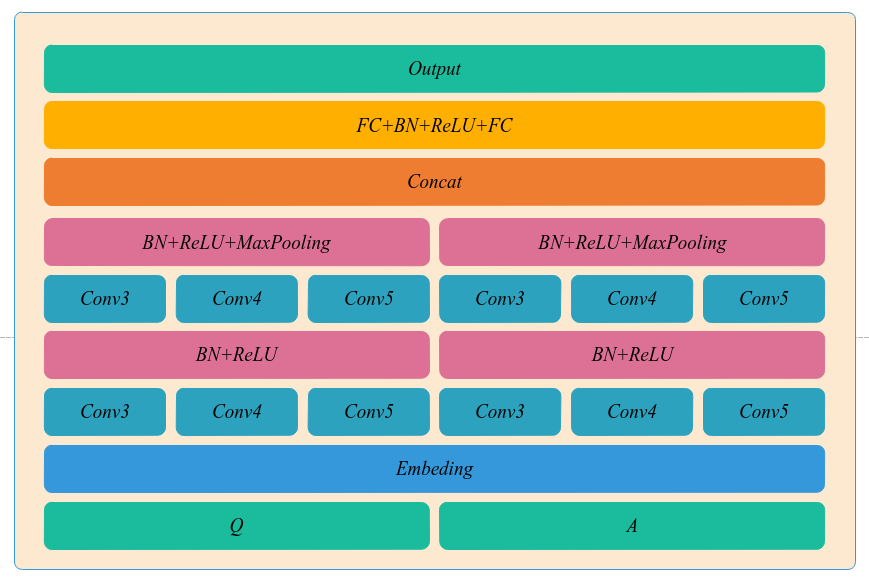 Output
FC+BN+ReLU+FC
Concat
BN+ReLU+MaxPooling BN+ReLU+MaxPooling
Conv3 Conv4 Conv5 Conv3 Conv4 Conv5
BN+ReLU BN+ReLU
Conv3 Conv4 Conv5 Conv3 Conv4 Conv5
Embeding
Q A